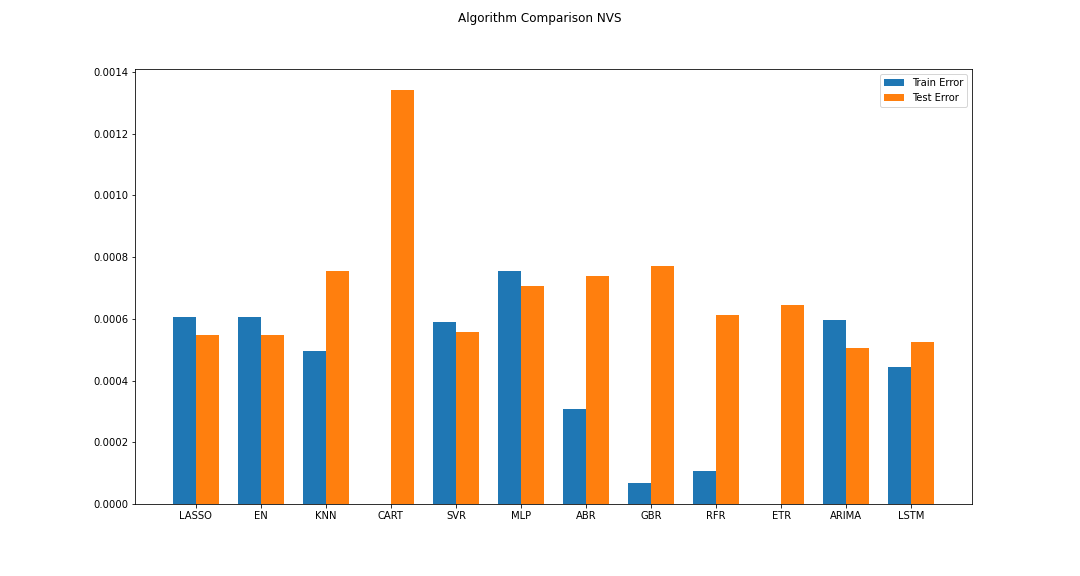 Algorithm Comparison NVS
Train Error
Test Error
0.0014
0.0012
0.0010
0.0008
0.0006
0.0004
0.0002
0.0000
LASSO EN KNN CART SVR MLP ABR GBR RFR ETR ARIMA LSTM